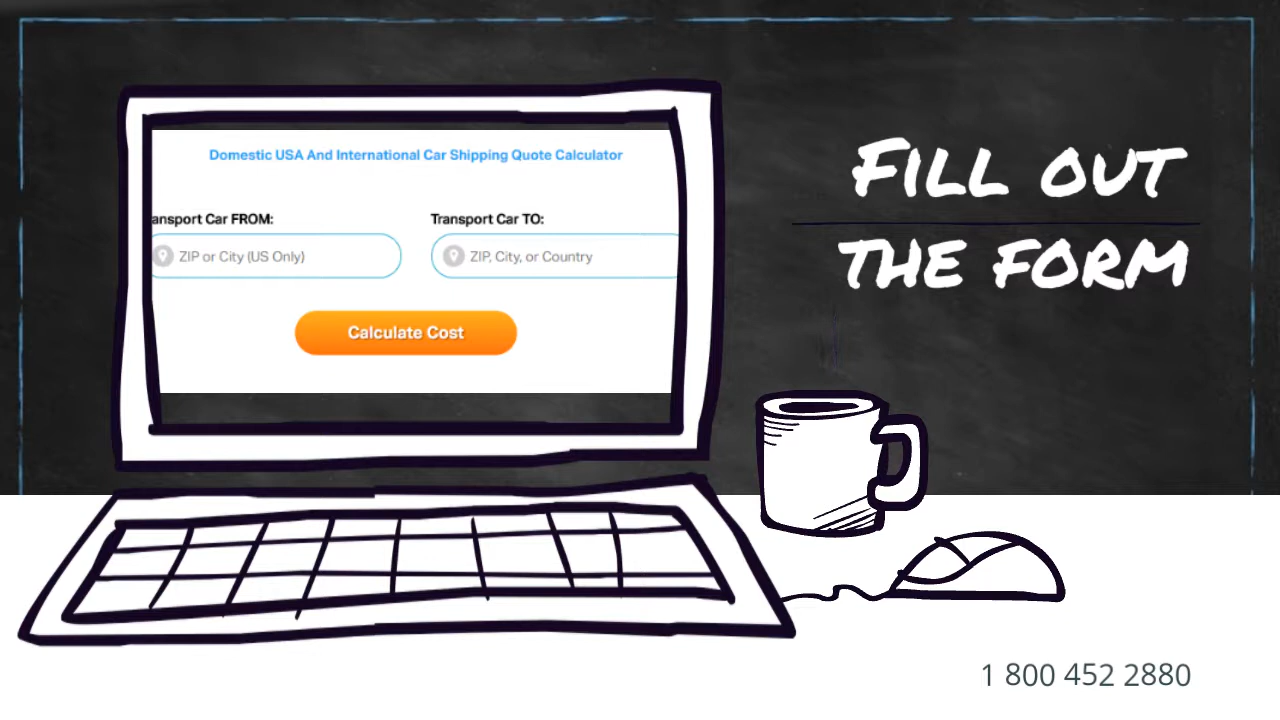 Domestic USA And International Car Shipping Quote Calculator
ansport Car FROM:
Transport Car TO:
ZIP or City (US Only)
ZIP, City, or Country
Calculate Cost
FILL OUT
THE FORM
1 800 452 2880